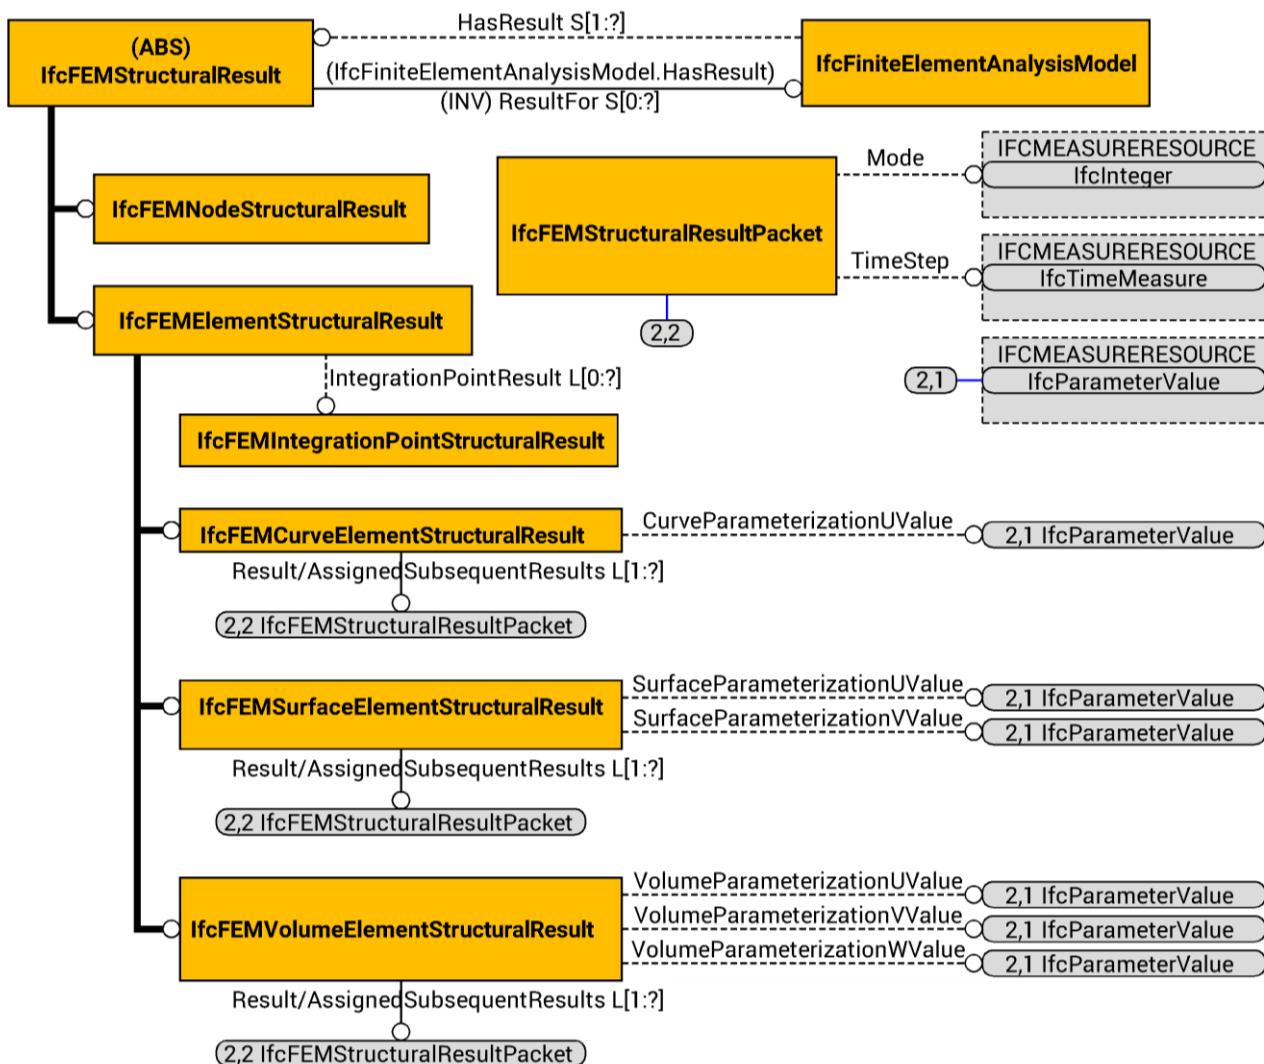 (ABS)
IfcFEMStructuralResult
HasResult S[1:?]
(IfcFiniteElementAnalysisModel.HasResult)
(INV) ResultFor S[0:?]
IfcFiniteElementAnalysisModel
IfcFEMNodeStructuralResult
IfcFEMStructuralResultPacket
Mode
IFCMEASURERESOURCE
IfcInteger
TimeStep
IFCMEASURERESOURCE
IfcTimeMeasure
2,2
IFCMEASURERESOURCE
2,1
IfcParameterValue
IfcFEMElementStructuralResult
IntegrationPointResult L[0:?]
IfcFEMIntegrationPointStructuralResult
IfcFEMCurveElementStructuralResult
CurveParameterizationUValue
2,1 IfcParameterValue
Result/AssignedSubsequentResults L[1:?]
2,2 IfcFEMStructuralResultPacket
IfcFEMSurfaceElementStructuralResult
SurfaceParameterizationUValue
2,1 IfcParameterValue
SurfaceParameterizationVValue
2,1 IfcParameterValue
Result/AssignedSubsequentResults L[1:?]
2,2 IfcFEMStructuralResultPacket
IfcFEMVolumeElementStructuralResult
VolumeParameterizationUValue
2,1 IfcParameterValue
VolumeParameterizationVValue
2,1 IfcParameterValue
VolumeParameterizationWValue
2,1 IfcParameterValue
Result/AssignedSubsequentResults L[1:?]
2,2 IfcFEMStructuralResultPacket